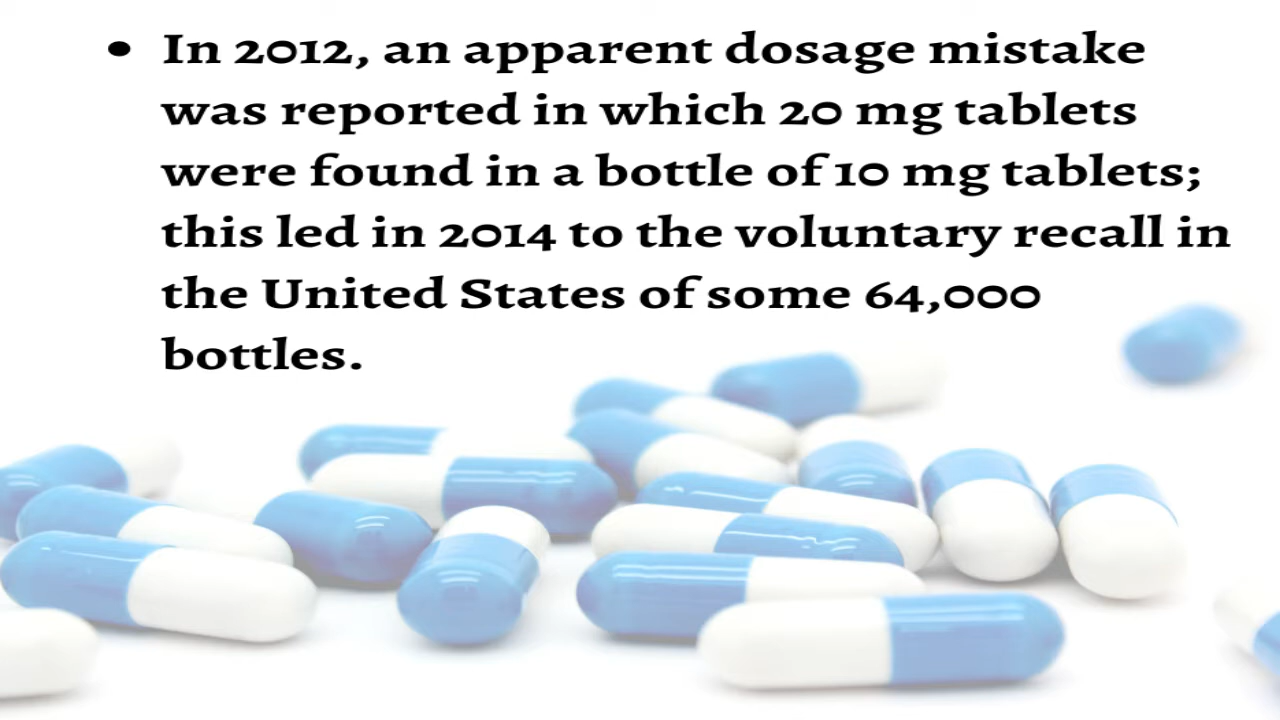 • In 2012, an apparent dosage mistake
was reported in which 20 mg tablets
were found in a bottle of 10 mg tablets;
this led in 2014 to the voluntary recall in
the United States of some 64,000
bottles.